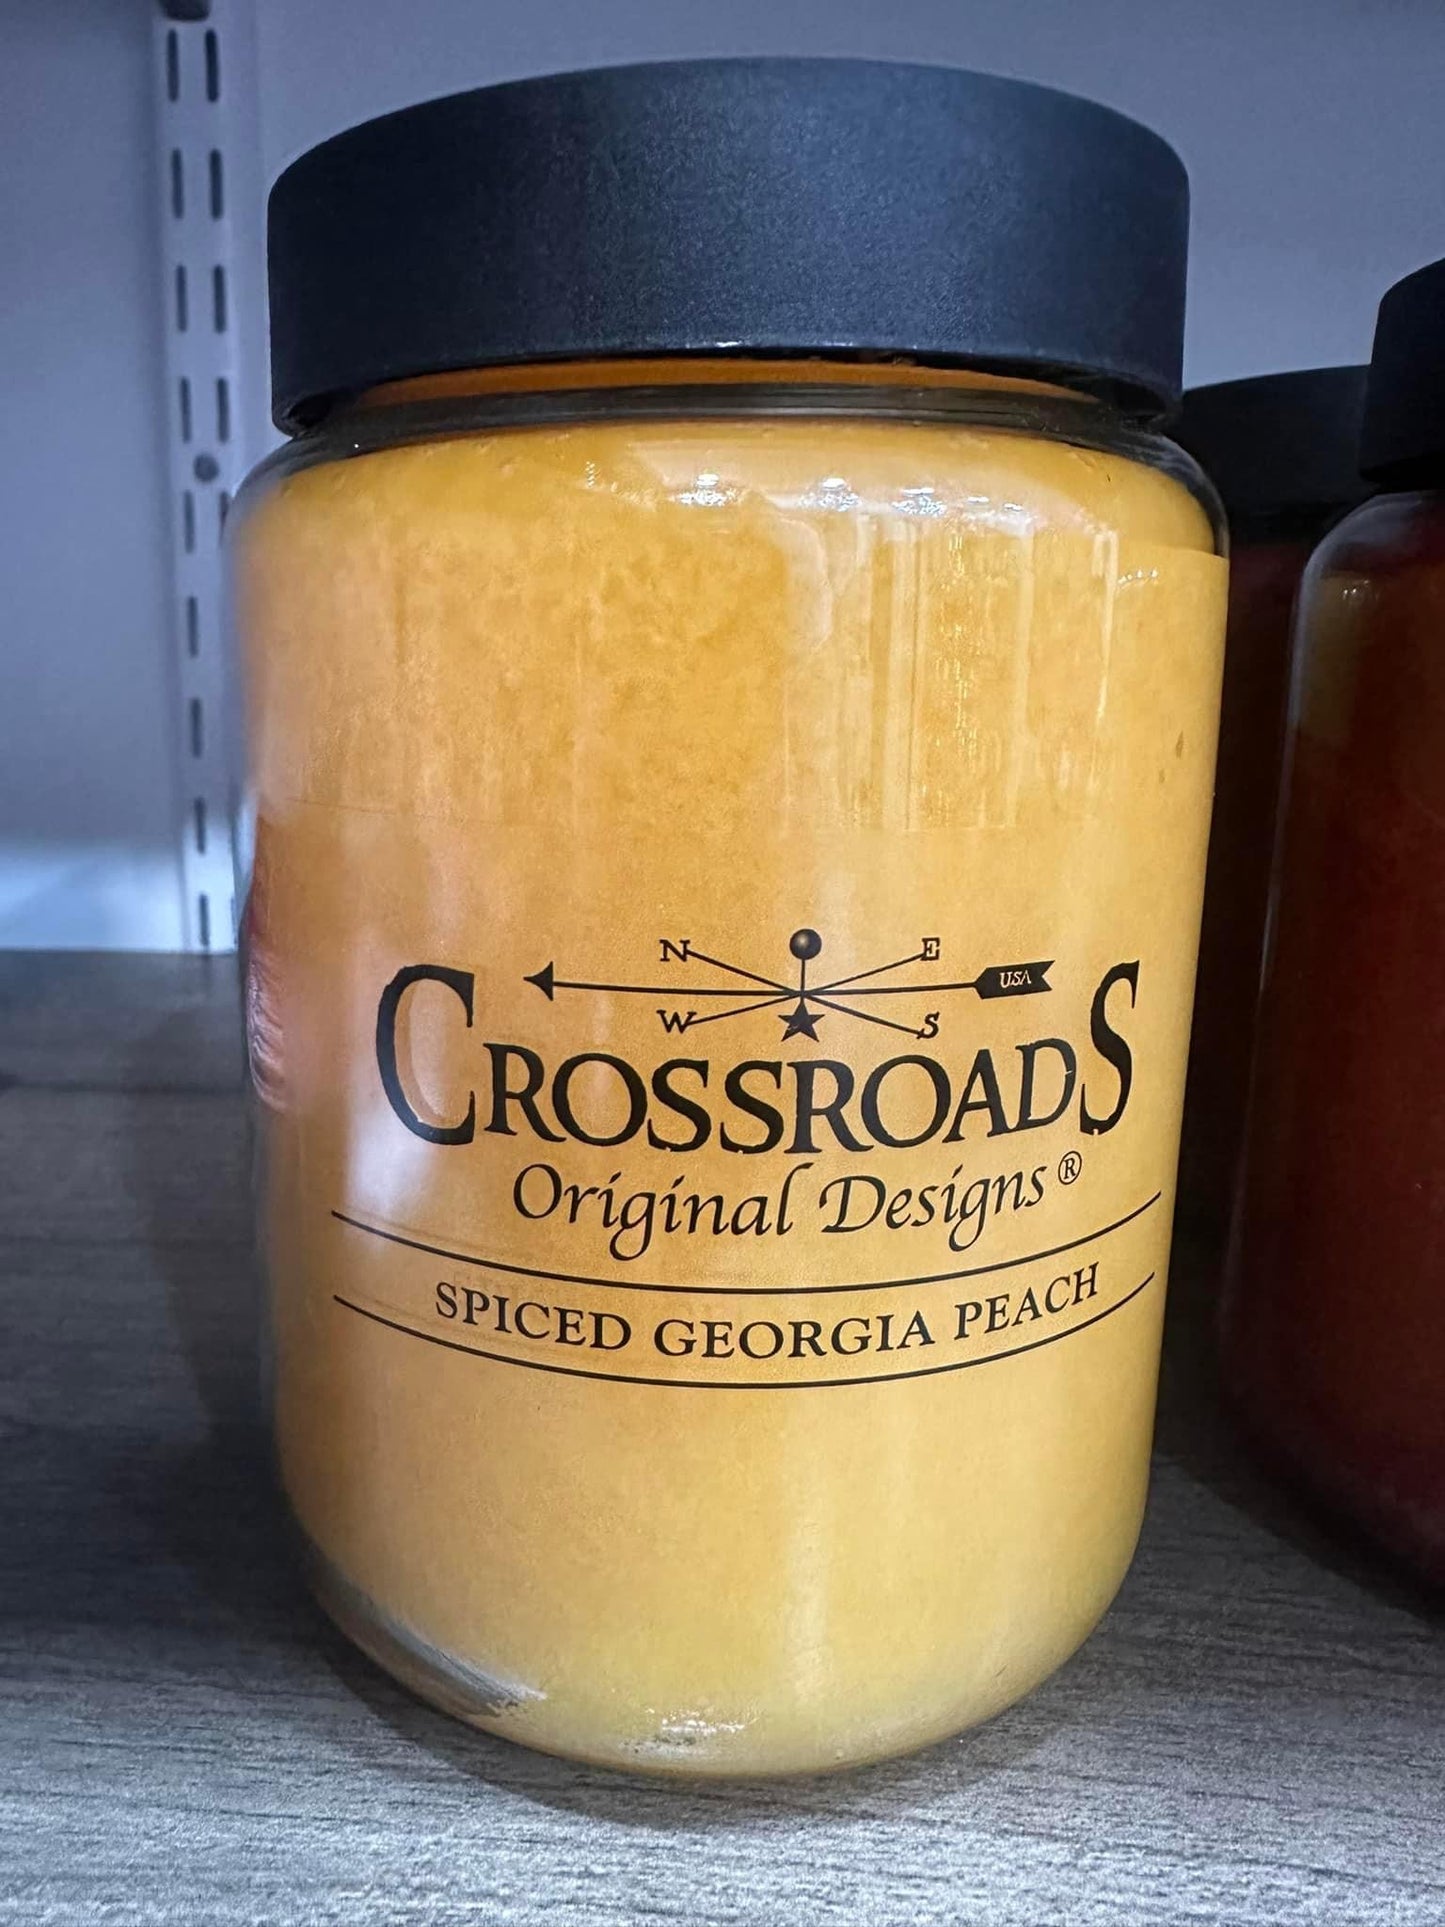 N E
USA
W S
CROSSROADS
Original Designs®
SPICED GEORGIA PEACH